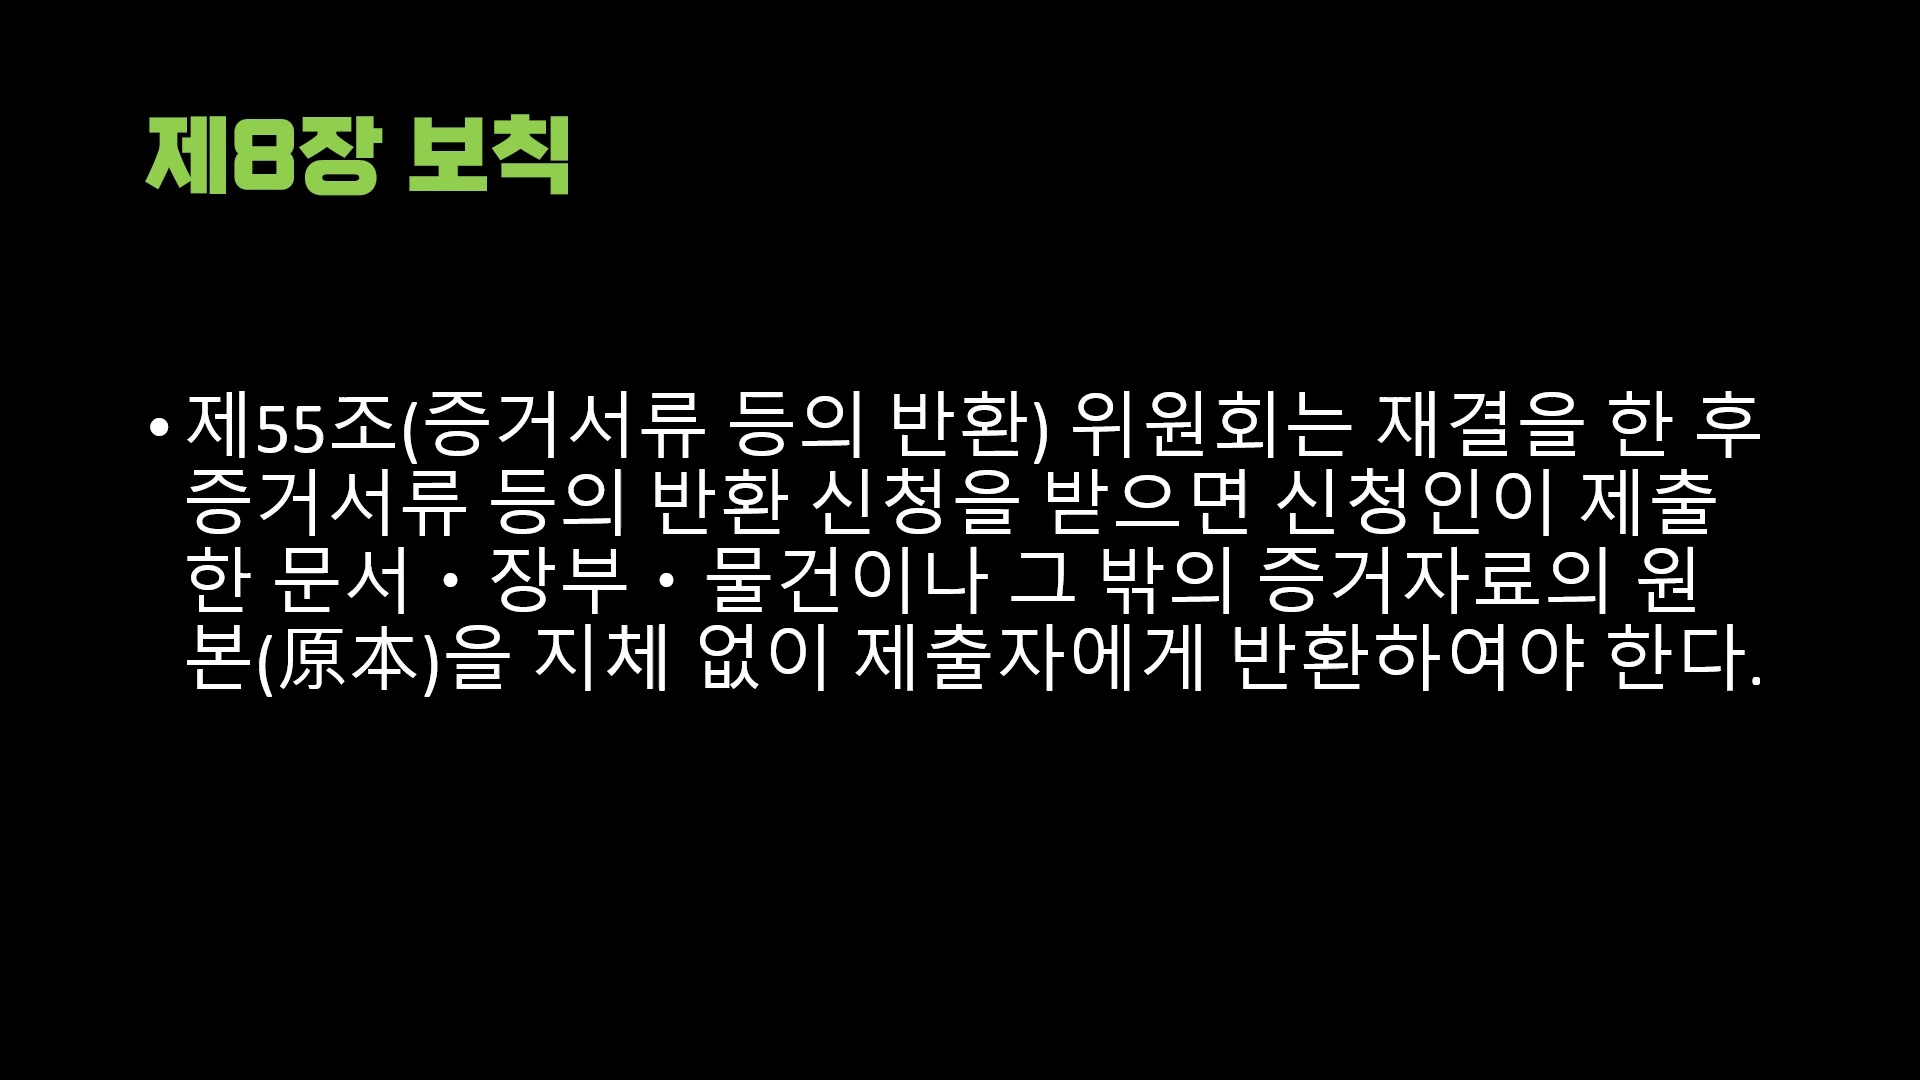 제8장 보칙
• 제55조(증거서류 등의 반환) 위원회는 재결을 한 후
증거서류 등의 반환 신청을 받으면 신청인이 제출
한 문서・장부・물건이나 그 밖의 증거자료의 원
본(原本)을 지체 없이 제출자에게 반환하여야 한다.